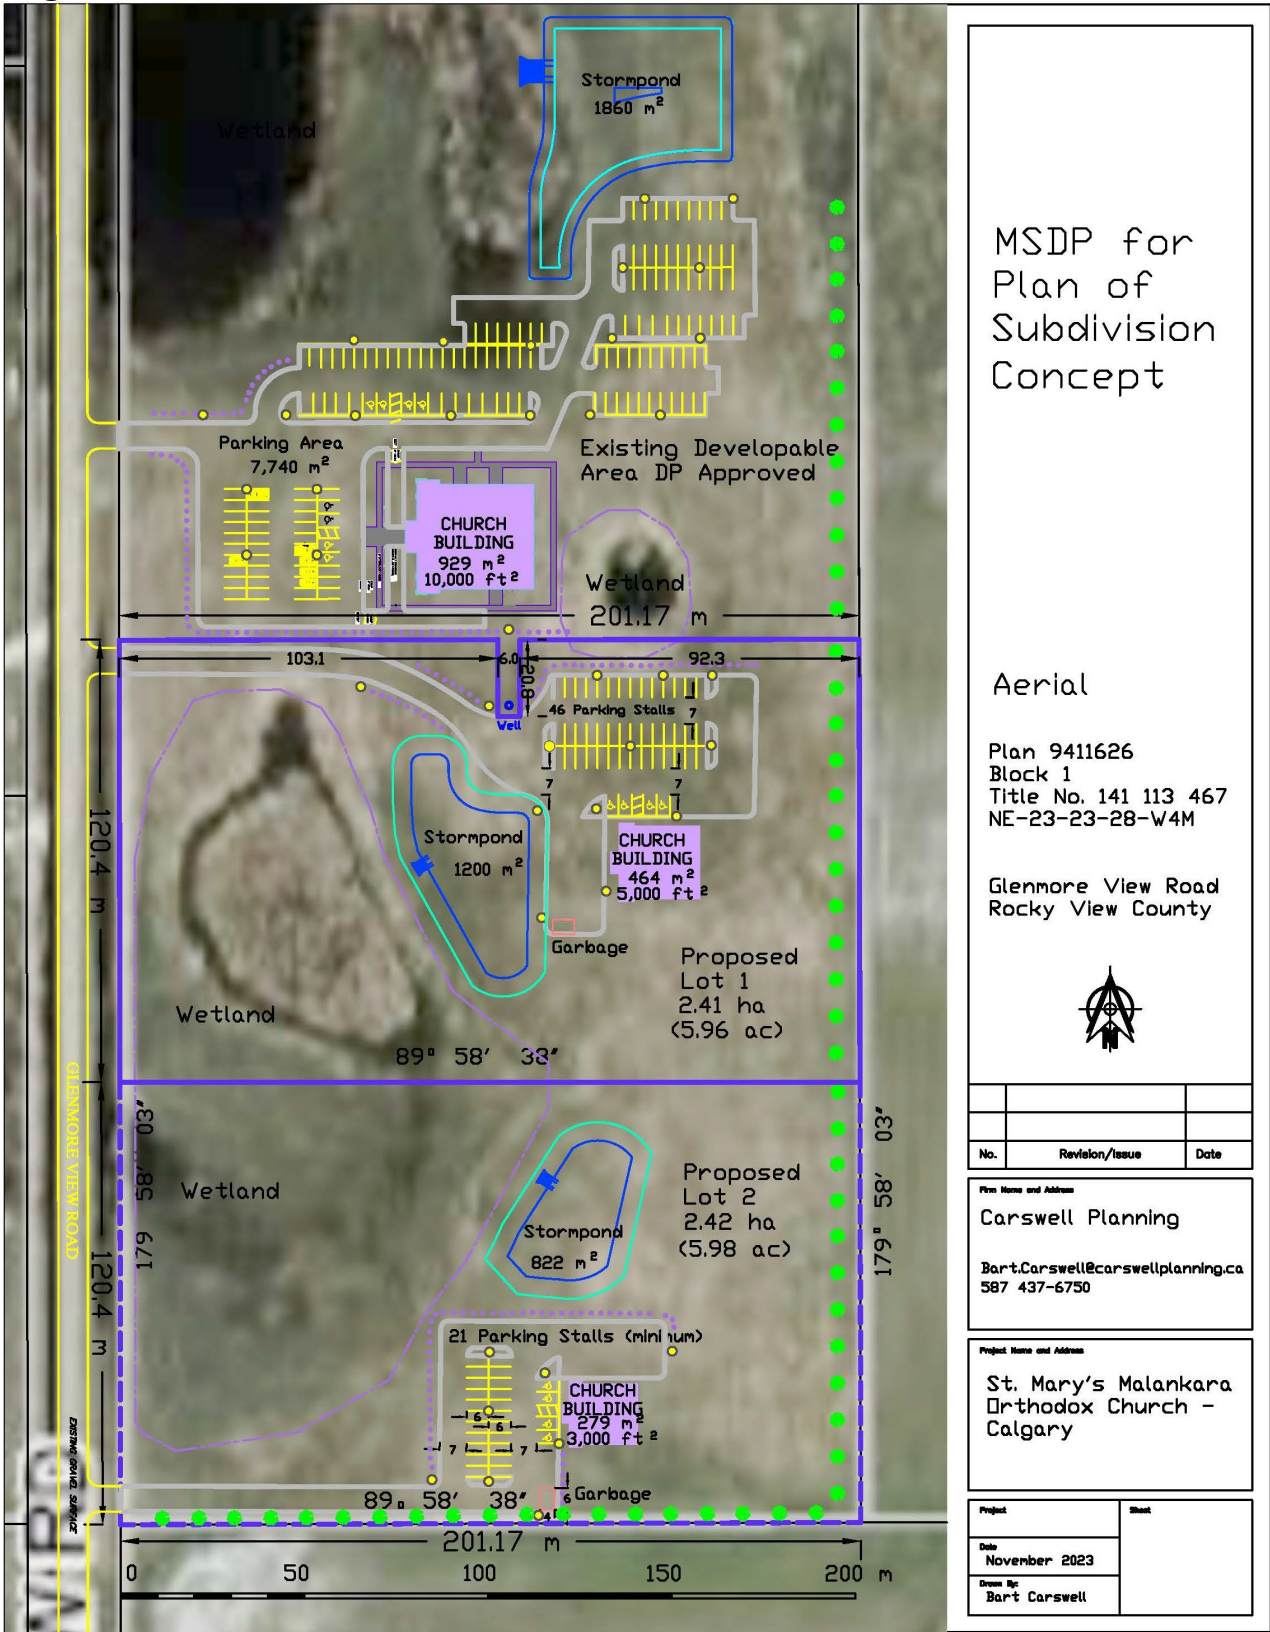 Stormpond
1860 m²
Wetland
Parking Area
7,740 m²
Existing Developable
Area DP Approved
CHURCH
BUILDING
929 m²
10,000 ft²
Wetland
201.17 m
103.1
6.0
92.3
20.8
46 Parking Stalls
7
Well
7
7
120.4 m
Stormpond
1200 m²
CHURCH
BUILDING
464 m²
5,000 ft²
Garbage
Proposed
Lot 1
2.41 ha
(5.96 ac)
Wetland
89° 58' 38"
GLENMORE VIEW ROAD
179 58' 03"
Wetland
Proposed
Lot 2
2.42 ha
(5.98 ac)
179° 58' 03"
Stormpond
822 m²
120.4 m
21 Parking Stalls (minimum)
CHURCH
BUILDING
279 m²
3,000 ft²
6
6
7
7
EXISTING GRAVEL SURFACE
89° 58' 38"
6
Garbage
4
201.17 m
0 50 100 150 200 m
MSDP for
Plan of
Subdivision
Concept
Aerial
Plan 9411626
Block 1
Title No. 141 113 467
NE-23-23-28-W4M
Glenmore View Road
Rocky View County
N
No. Revision/Issue Date
Firm Name and Address
Carswell Planning
Bart.Carswell@carswellplanning.ca
587 437-6750
Project Name and Address
St. Mary's Malankara
Orthodox Church -
Calgary
Project
Sheet
Date
November 2023
Drawn By:
Bart Carswell